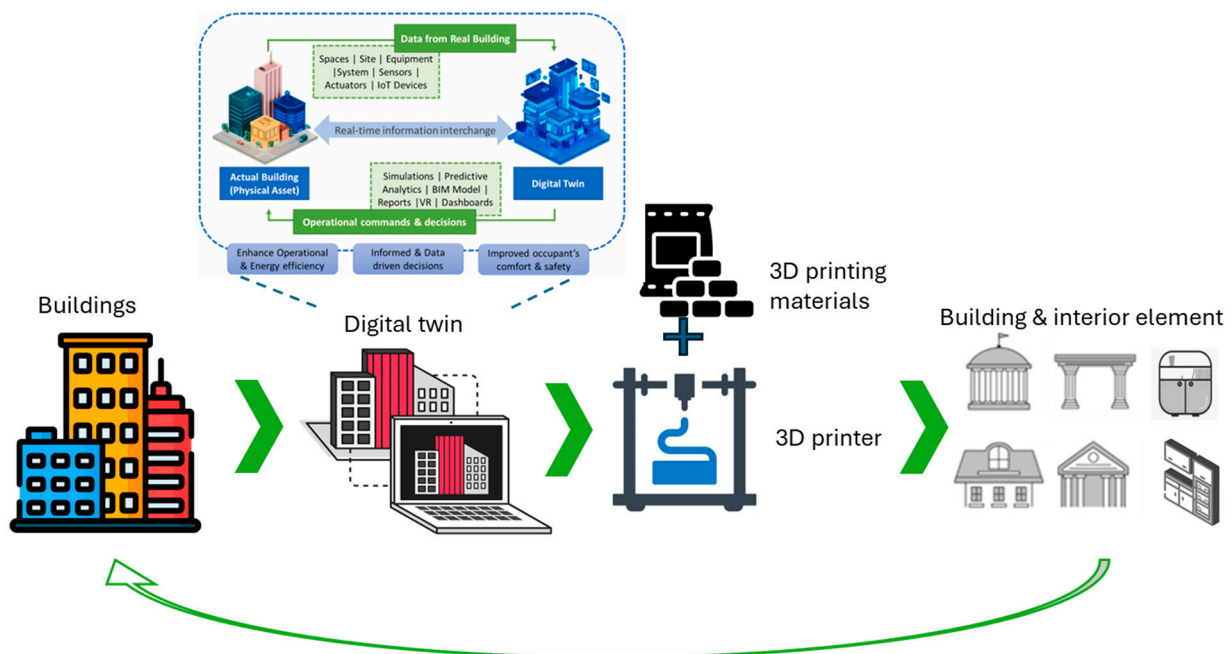 Data from Real Building
Spaces | Site | Equipment
|System | Sensors |
Actuators | IoT Devices
Real-time information interchange
Actual Building
(Physical Asset)
Simulations | Predictive
Analytics | BIM Model |
Reports |VR | Dashboards
Digital Twin
Operational commands & decisions
Enhance Operational
& Energy efficiency
Informed & Data
driven decisions
Improved occupant's
comfort & safety
3D printing
materials
Buildings
Digital twin
Building & interior element
3D printer